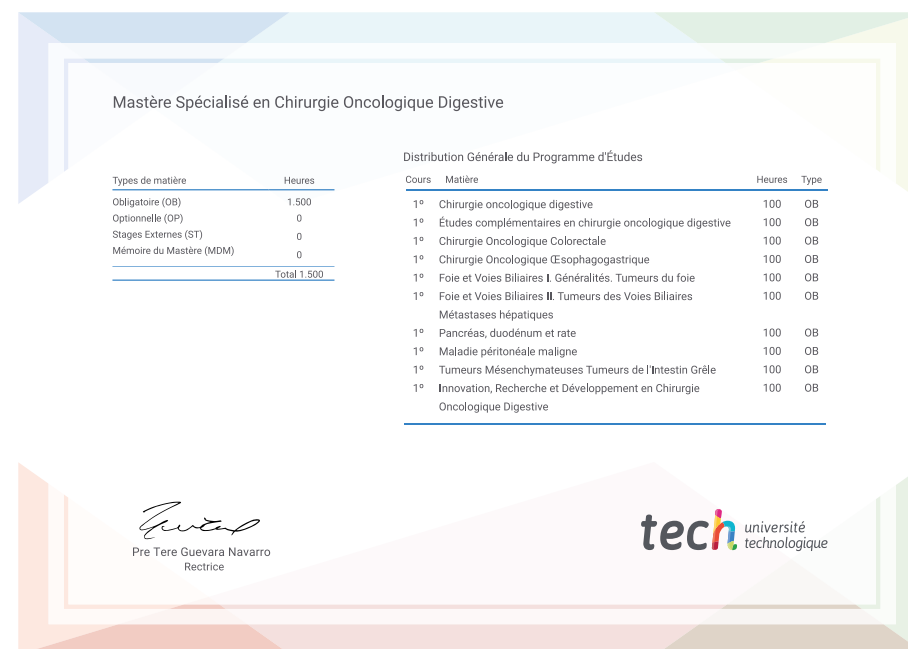 Mastère Spécialisé en Chirurgie Oncologique Digestive
Types de matière Heures
Obligatoire (OB) 1.500
Optionnelle (OP) 0
Stages Externes (ST) 0
Mémoire du Mastère (MDM) 0
Total 1.500
Distribution Générale du Programme d'Études
Cours Matière Heures Type
1º Chirurgie oncologique digestive 100 OB
1º Études complémentaires en chirurgie oncologique digestive 100 OB
1º Chirurgie Oncologique Colorectale 100 OB
1º Chirurgie Oncologique Œsophagogastrique 100 OB
1º Foie et Voies Biliaires I. Généralités. Tumeurs du foie 100 OB
1º Foie et Voies Biliaires II. Tumeurs des Voies Biliaires 100 OB
Métastases hépatiques
1º Pancréas, duodénum et rate 100 OB
1º Maladie péritonéale maligne 100 OB
1º Tumeurs Mésenchymateuses Tumeurs de l'Intestin Grêle 100 OB
1º Innovation, Recherche et Développement en Chirurgie 100 OB
Oncologique Digestive
Pre Tere Guevara Navarro
Rectrice
tech université
technologique